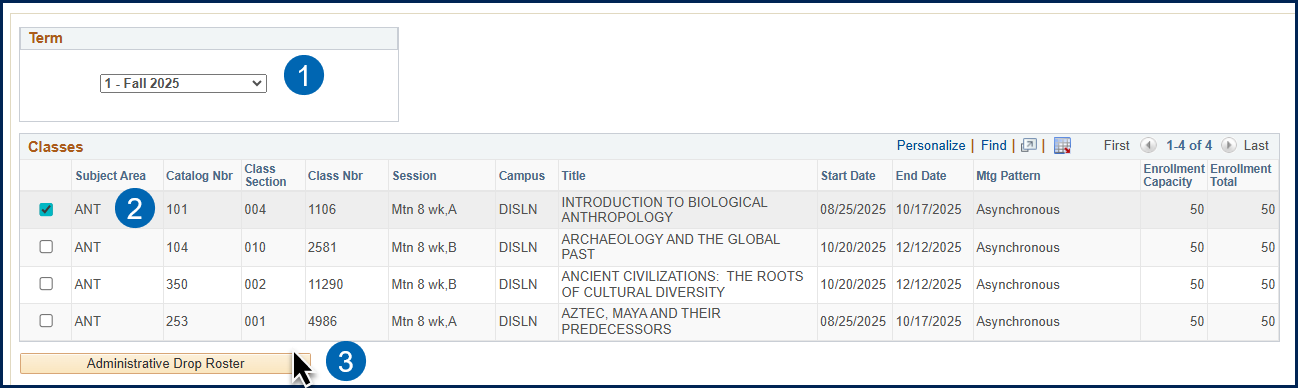 Term
1 - Fall 2025
1
Classes
Personalize | Find | | First 1-4 of 4 Last
Subject Area Catalog Nbr Class Section Class Nbr Session Campus Title Start Date End Date Mtg Pattern Enrollment Capacity Enrollment Total
ANT 2 101 004 1106 Mtn 8 wk,A DISLN INTRODUCTION TO BIOLOGICAL ANTHROPOLOGY 08/25/2025 10/17/2025 Asynchronous 50 50
ANT 104 010 2581 Mtn 8 wk,B DISLN ARCHAEOLOGY AND THE GLOBAL PAST 10/20/2025 12/12/2025 Asynchronous 50 50
ANT 350 002 11290 Mtn 8 wk,B DISLN ANCIENT CIVILIZATIONS: THE ROOTS OF CULTURAL DIVERSITY 10/20/2025 12/12/2025 Asynchronous 50 50
ANT 253 001 4986 Mtn 8 wk,A DISLN AZTEC, MAYA AND THEIR PREDECESSORS 08/25/2025 10/17/2025 Asynchronous 50 50
Administrative Drop Roster 3